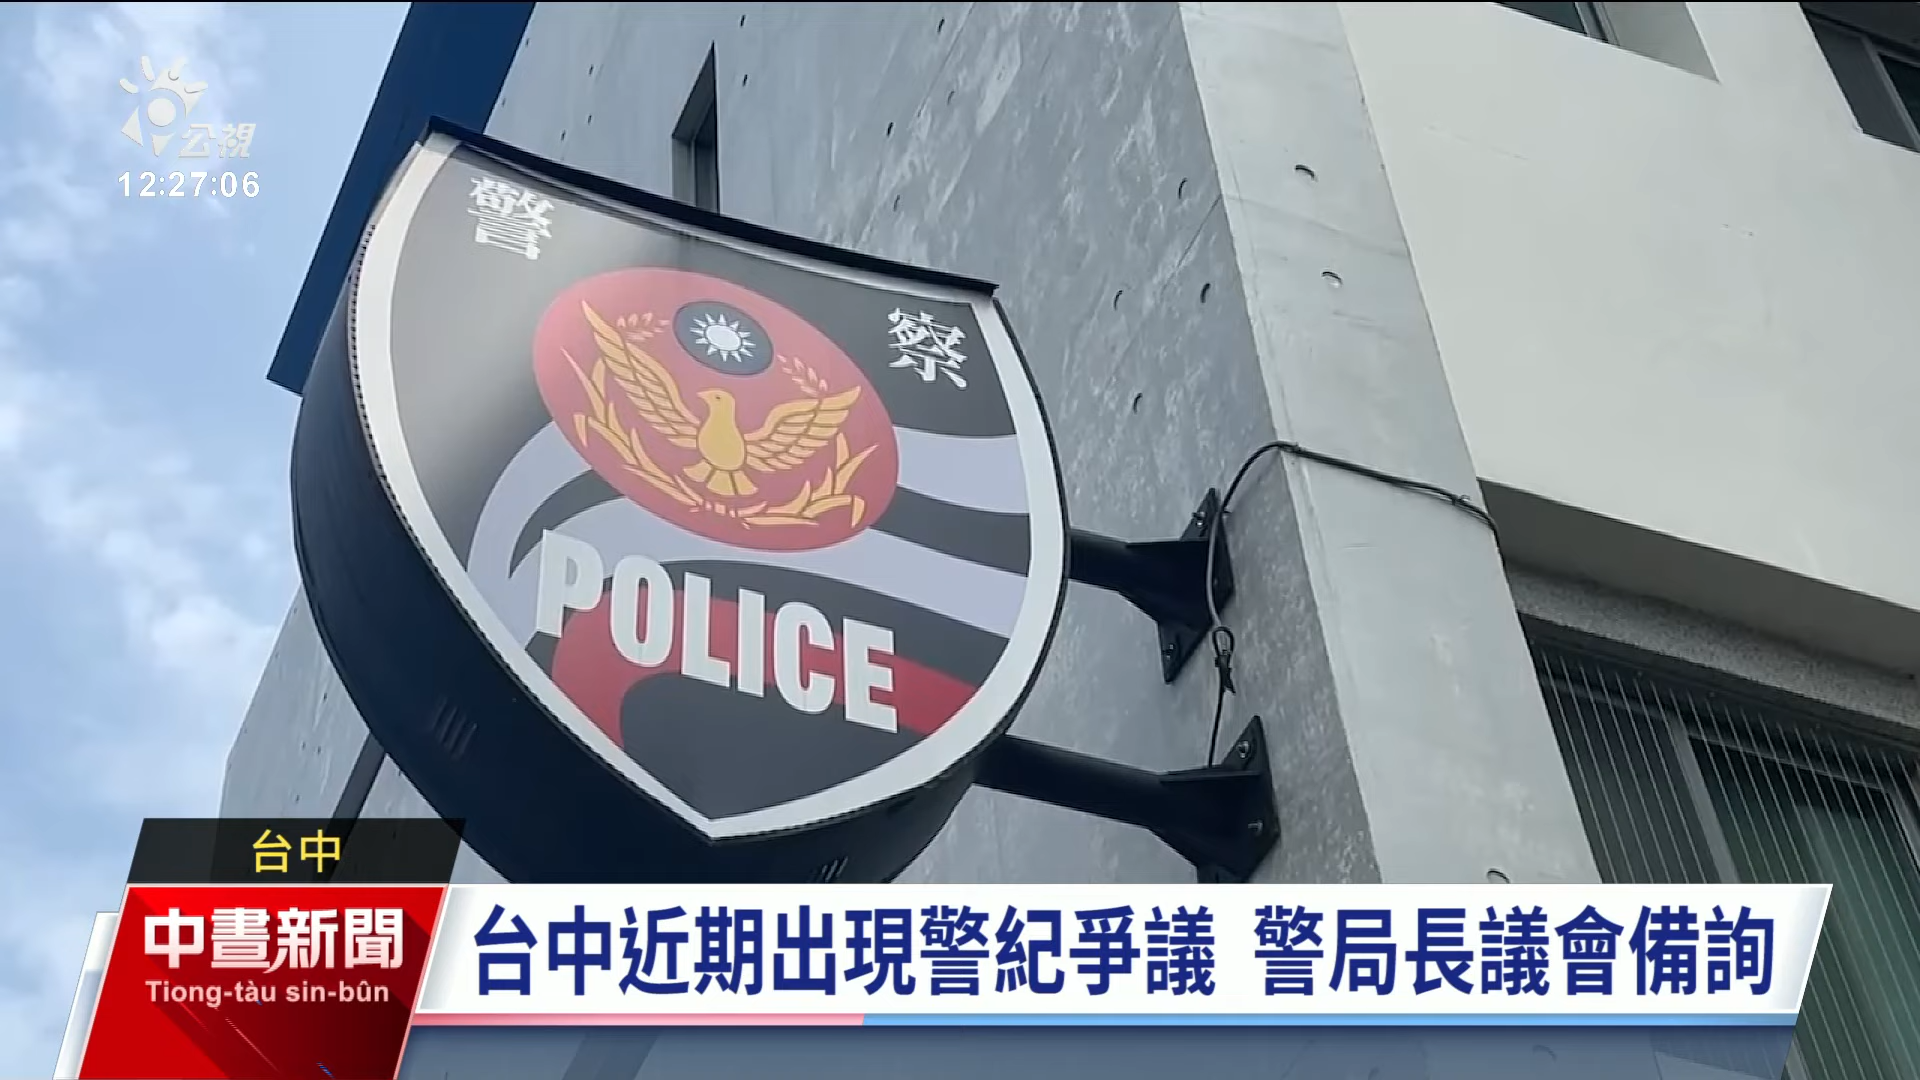 公視
12:27:06
警
察
POLICE
台中
中晝新聞
Tiong-tàu sin-bûn
台中近期出現警紀爭議 警局長議會備詢